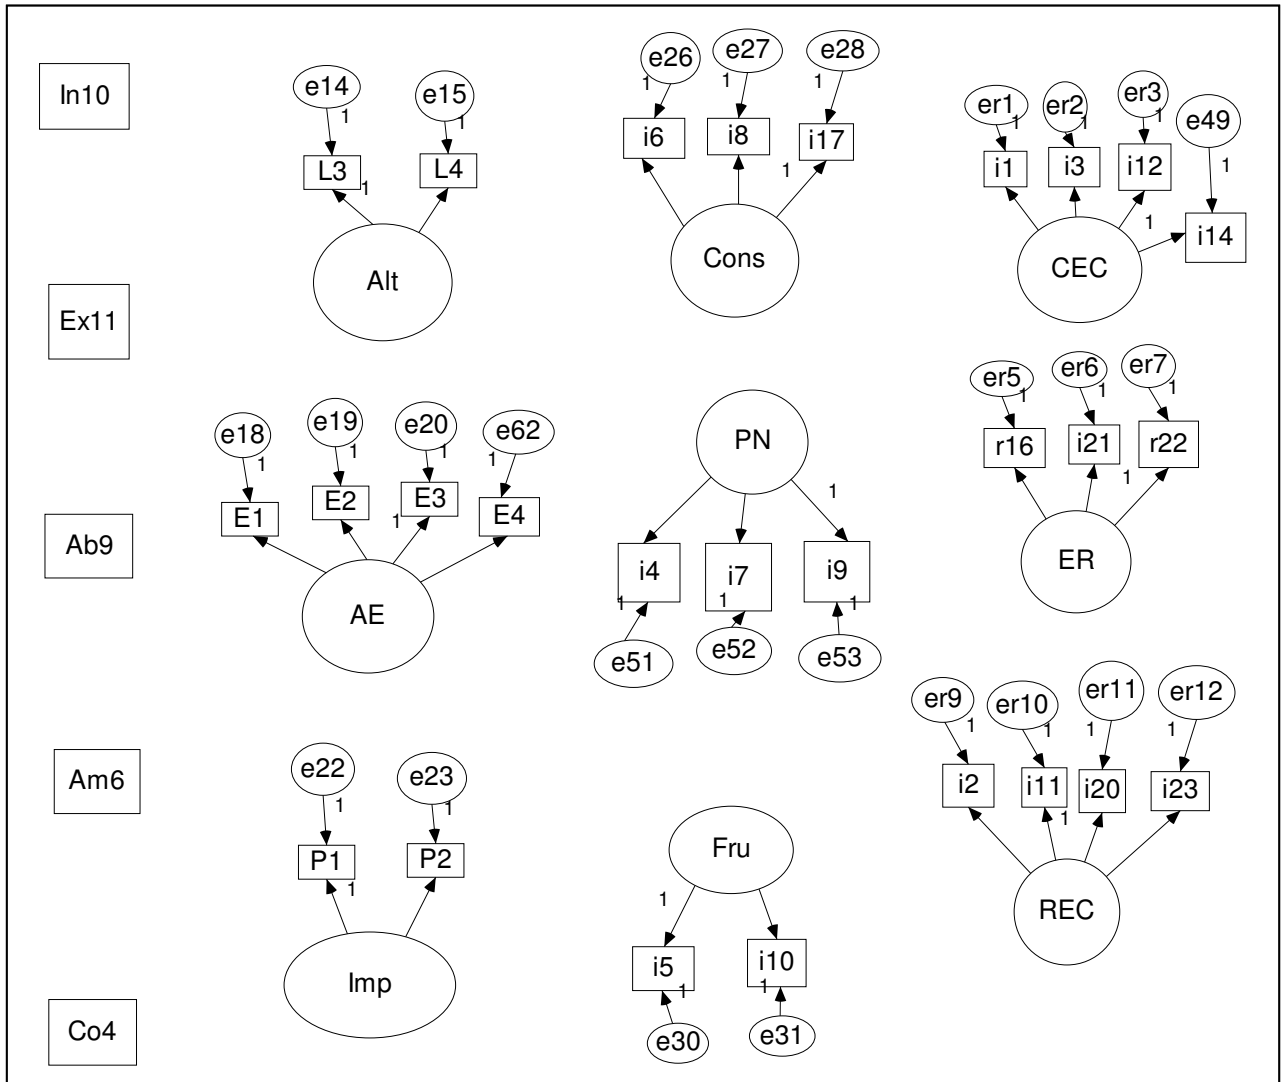 In10
Ex11
Ab9
Am6
Co4
e14
1
e15
1
L3
1
L4
Alt
e18
1
e19
1
e20
1
e62
1
E1
E2
E3
1
E4
AE
e22
1
e23
1
P1
1
P2
Imp
e26
1
e27
1
e28
1
i6
i8
i17
1
Cons
PN
1
i4
1
i7
1
i9
1
e51
e52
e53
Fru
1
i5
1
i10
1
e30
e31
er1
1
er2
1
er3
1
e49
1
i1
i3
i12
i14
1
CEC
er5
1
er6
1
er7
1
r16
i21
r22
1
ER
er9
1
er10
1
er11
1
er12
1
i2
i11
1
i20
i23
REC